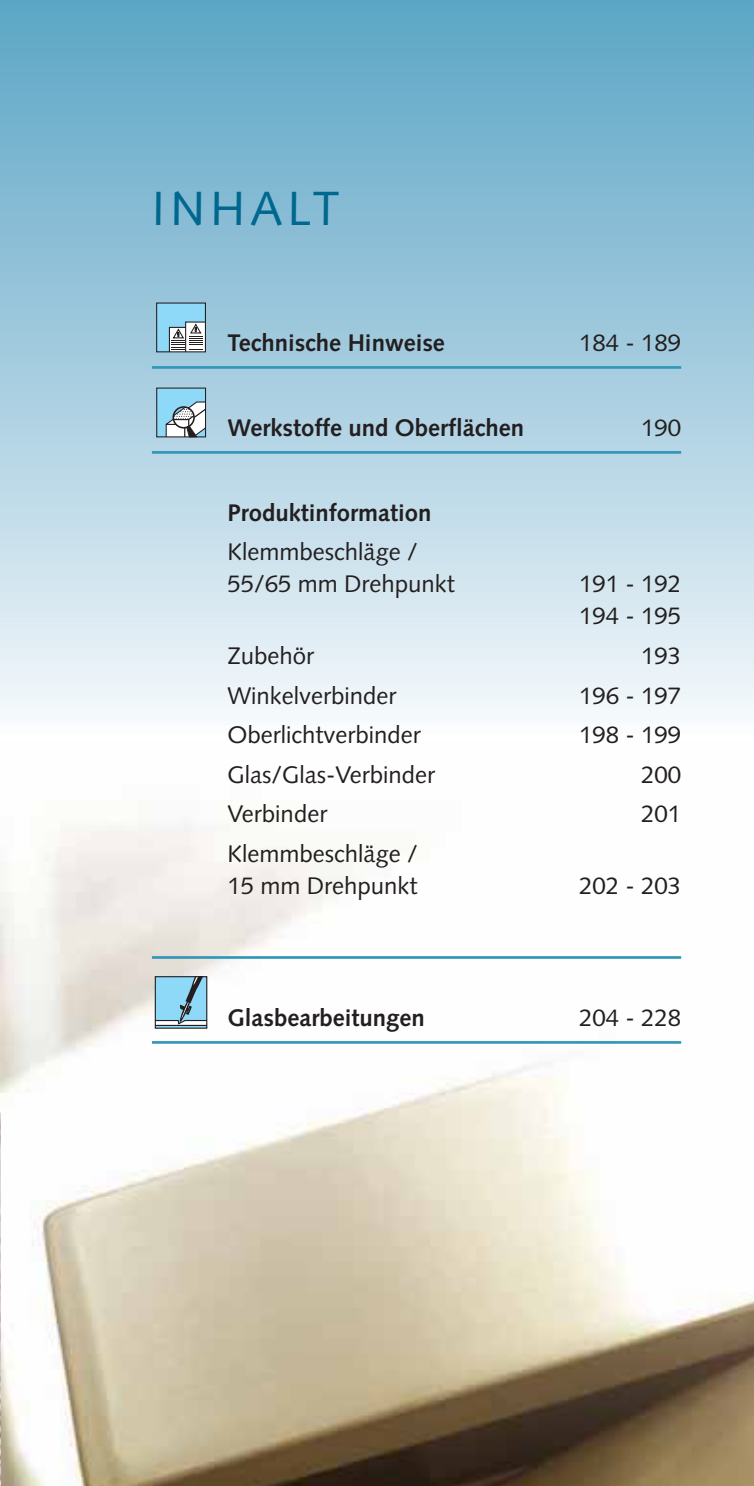 INHALT
Technische Hinweise 184 - 189
Werkstoffe und Oberflächen 190
Produktinformation
Klemmbeschläge /
55/65 mm Drehpunkt 191 - 192
194 - 195
Zubehör 193
Winkelverbinder 196 - 197
Oberlichtverbinder 198 - 199
Glas/Glas-Verbinder 200
Verbinder 201
Klemmbeschläge /
15 mm Drehpunkt 202 - 203
Glasbearbeitungen 204 - 228